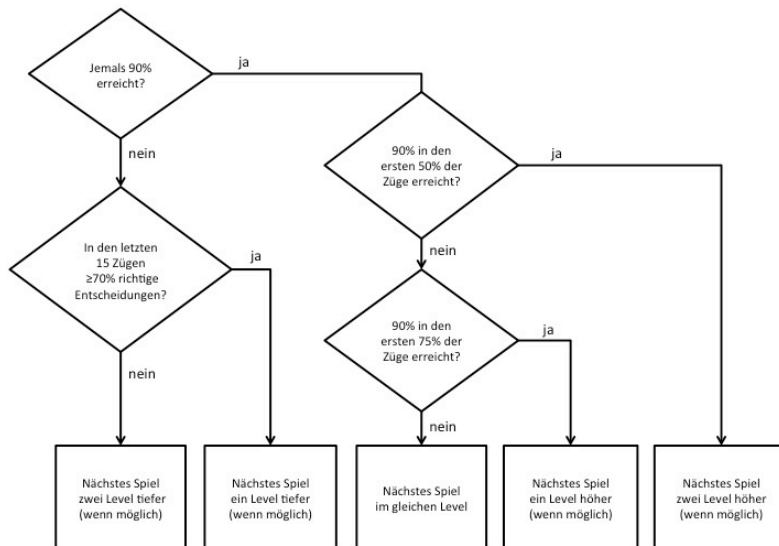 Jemals 90%
erreicht?
ja
nein
90% in den
ersten 50% der
Züge erreicht?
ja
nein
In den letzten
15 Zügen
≥70% richtige
Entscheidungen?
ja
nein
90% in den
ersten 75% der
Züge erreicht?
ja
nein
Nächstes Spiel
zwei Level tiefer
(wenn möglich)
Nächstes Spiel
ein Level tiefer
(wenn möglich)
Nächstes Spiel
im gleichen Level
Nächstes Spiel
ein Level höher
(wenn möglich)
Nächstes Spiel
zwei Level höher
(wenn möglich)